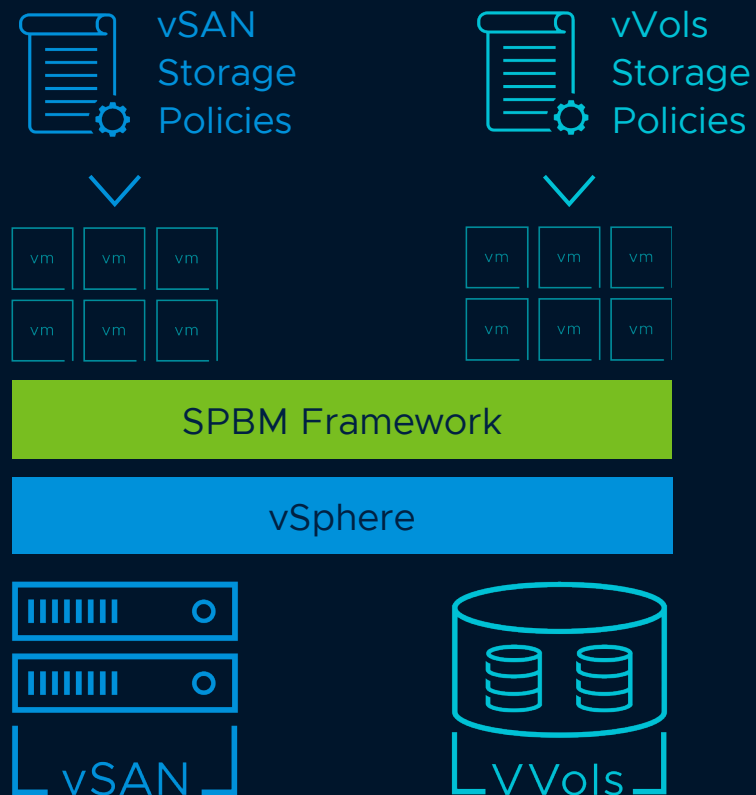 vSAN
Storage
Policies
vVols
Storage
Policies
vm vm vm
vm vm vm
vm vm vm
vm vm vm
SPBM Framework
vSphere
vSAN
VVols